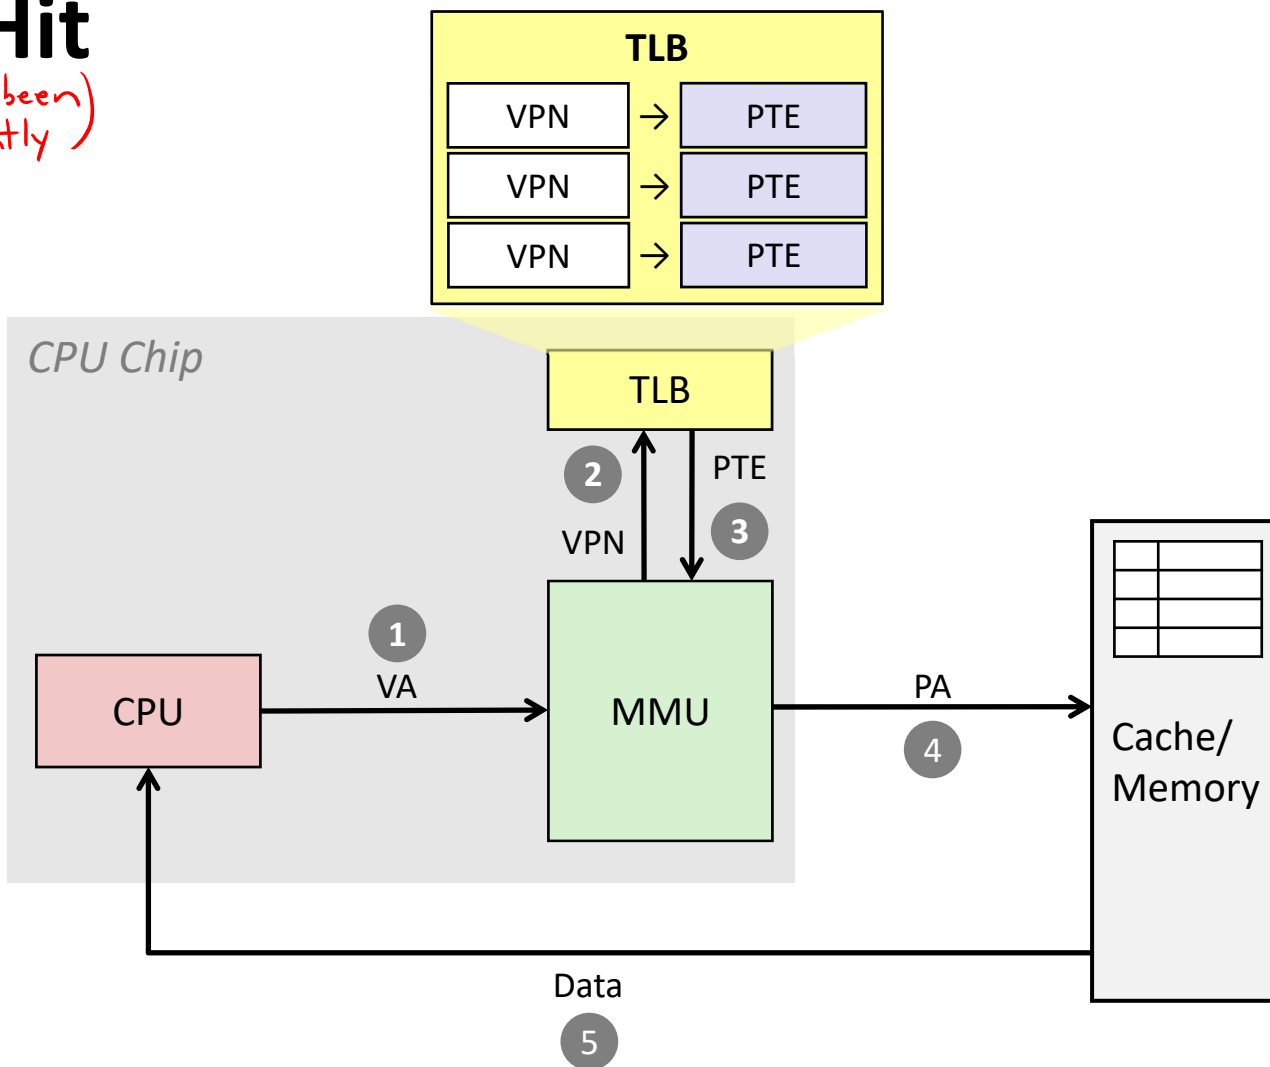 Hit
been)
tly
TLB
VPN → PTE
VPN → PTE
VPN → PTE
CPU Chip
TLB
2
PTE
VPN
3
1
VA
CPU
MMU
PA
4
Cache/
Memory
Data
5